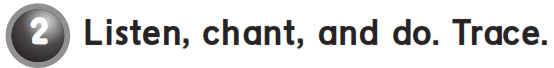 2 Listen, chant, and do. Trace.